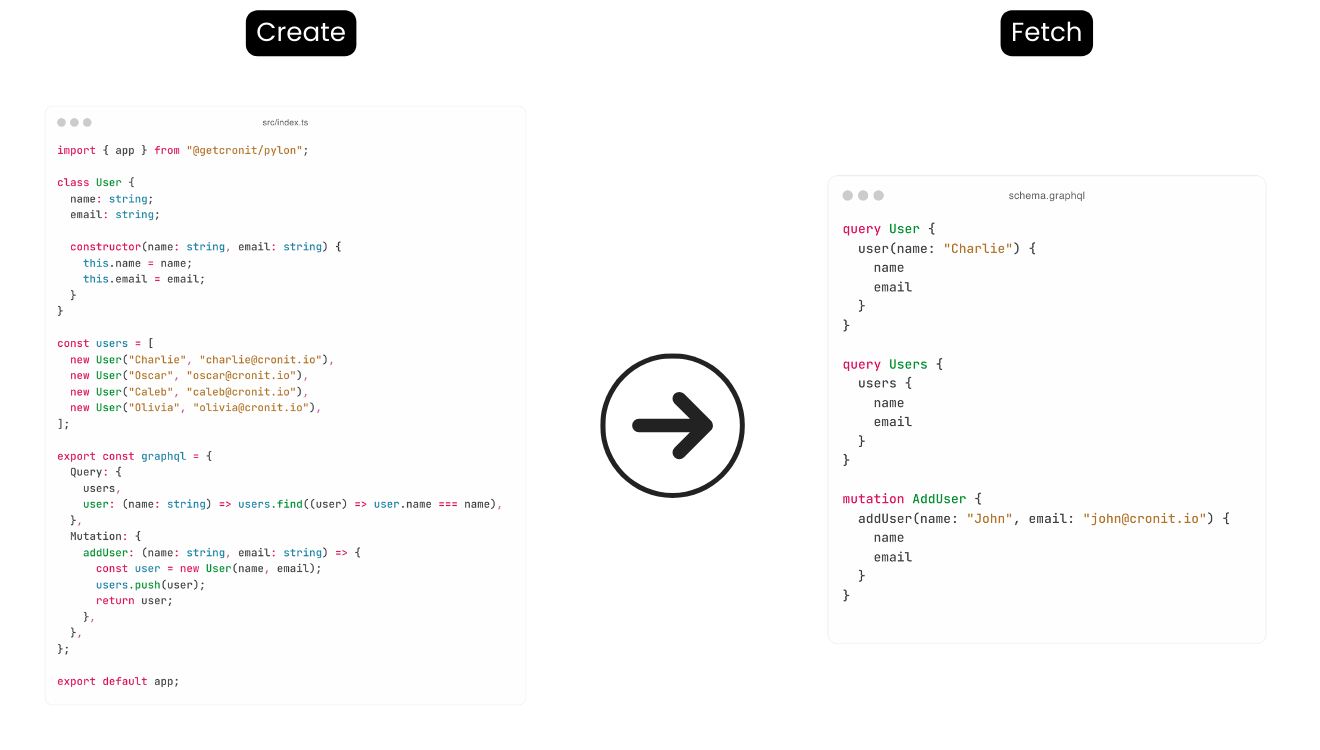 Create
src/index.ts
import { app } from "@getcronit/pylon";
class User {
name: string;
email: string;
constructor(name: string, email: string) {
this.name = name;
this.email = email;
}
}
const users = [
new User("Charlie", "charlie@cronit.io"),
new User("Oscar", "oscar@cronit.io"),
new User("Caleb", "caleb@cronit.io"),
new User("Olivia", "olivia@cronit.io"),
];
export const graphql = {
Query: {
users,
user: (name: string) => users.find((user) => user.name === name),
},
Mutation: {
addUser: (name: string, email: string) => {
const user = new User(name, email);
users.push(user);
return user;
},
},
};
export default app;
Fetch
schema.graphql
query User {
user(name: "Charlie") {
name
email
}
}
query Users {
users {
name
email
}
}
mutation AddUser {
addUser(name: "John", email: "john@cronit.io") {
name
email
}
}